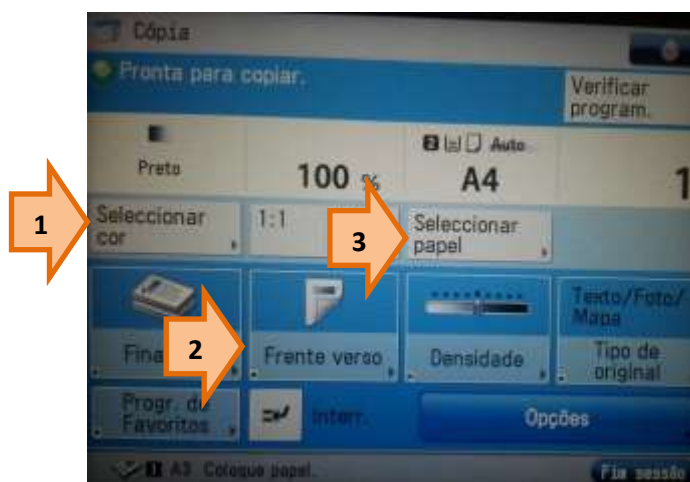 Cópia
Pronta para copiar.
Verificar
program.
Preto
100 %
2 Auto
A4
1
1
Seleccionar
cor
1:1
3
Seleccionar
papel
Texto/Foto/
Mapa
2
Frente verso
Densidade
Tipo de
original
Progr. de
Favoritos
interr.
Opções
1 A3 Coloque papel.
Fim sessão